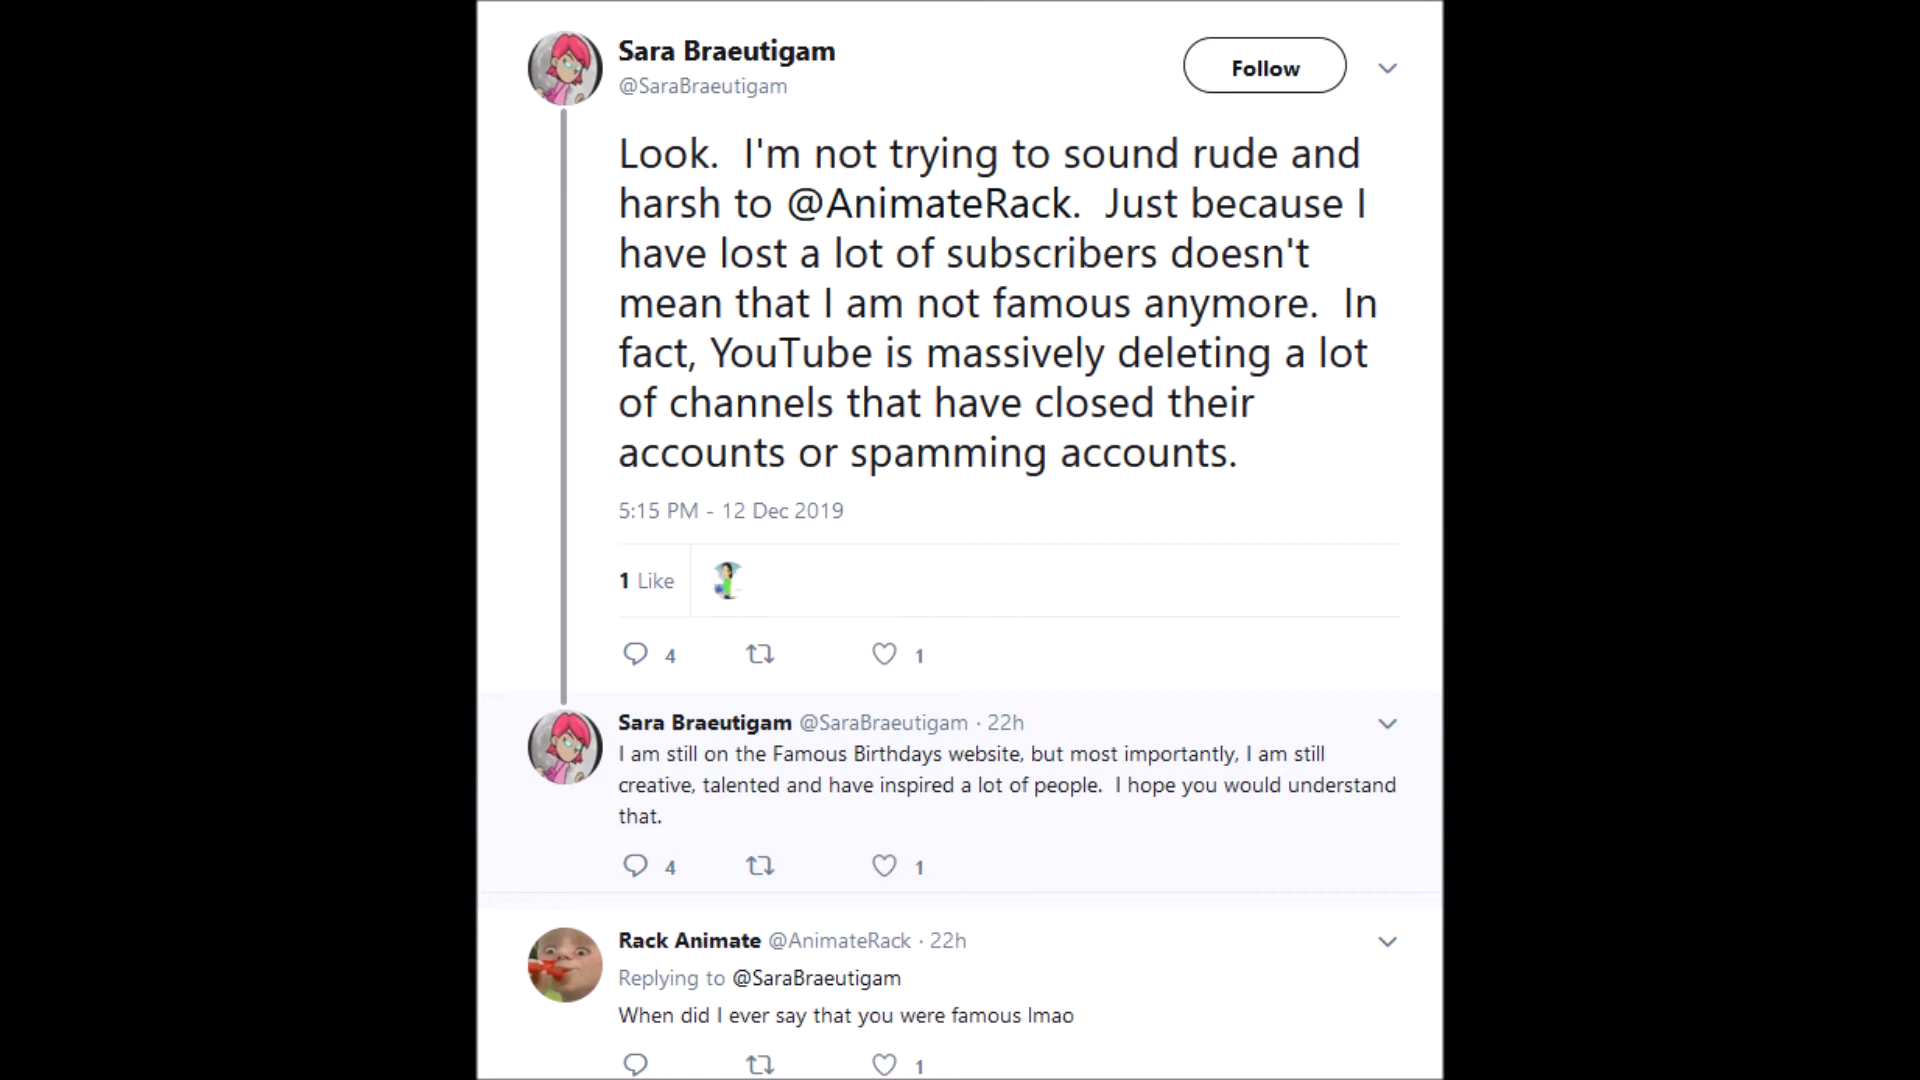 Sara Braeutigam
@SaraBraeutigam
Follow
Look.  I'm not trying to sound rude and
harsh to @AnimateRack.  Just because I
have lost a lot of subscribers doesn't
mean that I am not famous anymore.  In
fact, YouTube is massively deleting a lot
of channels that have closed their
accounts or spamming accounts.
5:15 PM - 12 Dec 2019
1 Like
4 1
Sara Braeutigam @SaraBraeutigam · 22h
I am still on the Famous Birthdays website, but most importantly, I am still
creative, talented and have inspired a lot of people.  I hope you would understand
that.
4 1
Rack Animate @AnimateRack · 22h
Replying to @SaraBraeutigam
When did I ever say that you were famous lmao
1